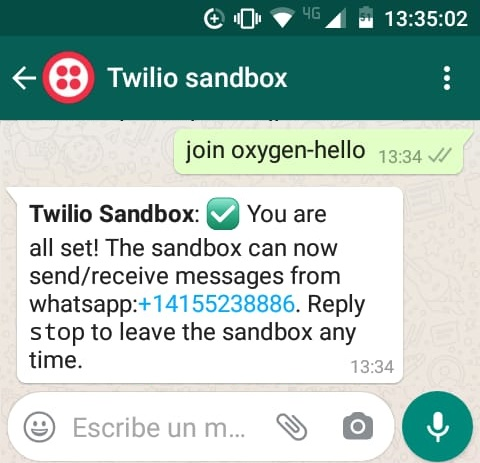 4G 31 13:35:02
Twilio sandbox
join oxygen-hello 13:34
Twilio Sandbox: ✅ You are
all set! The sandbox can now
send/receive messages from
whatsapp:+14155238886. Reply
stop to leave the sandbox any
time. 13:34
Escribe un m...